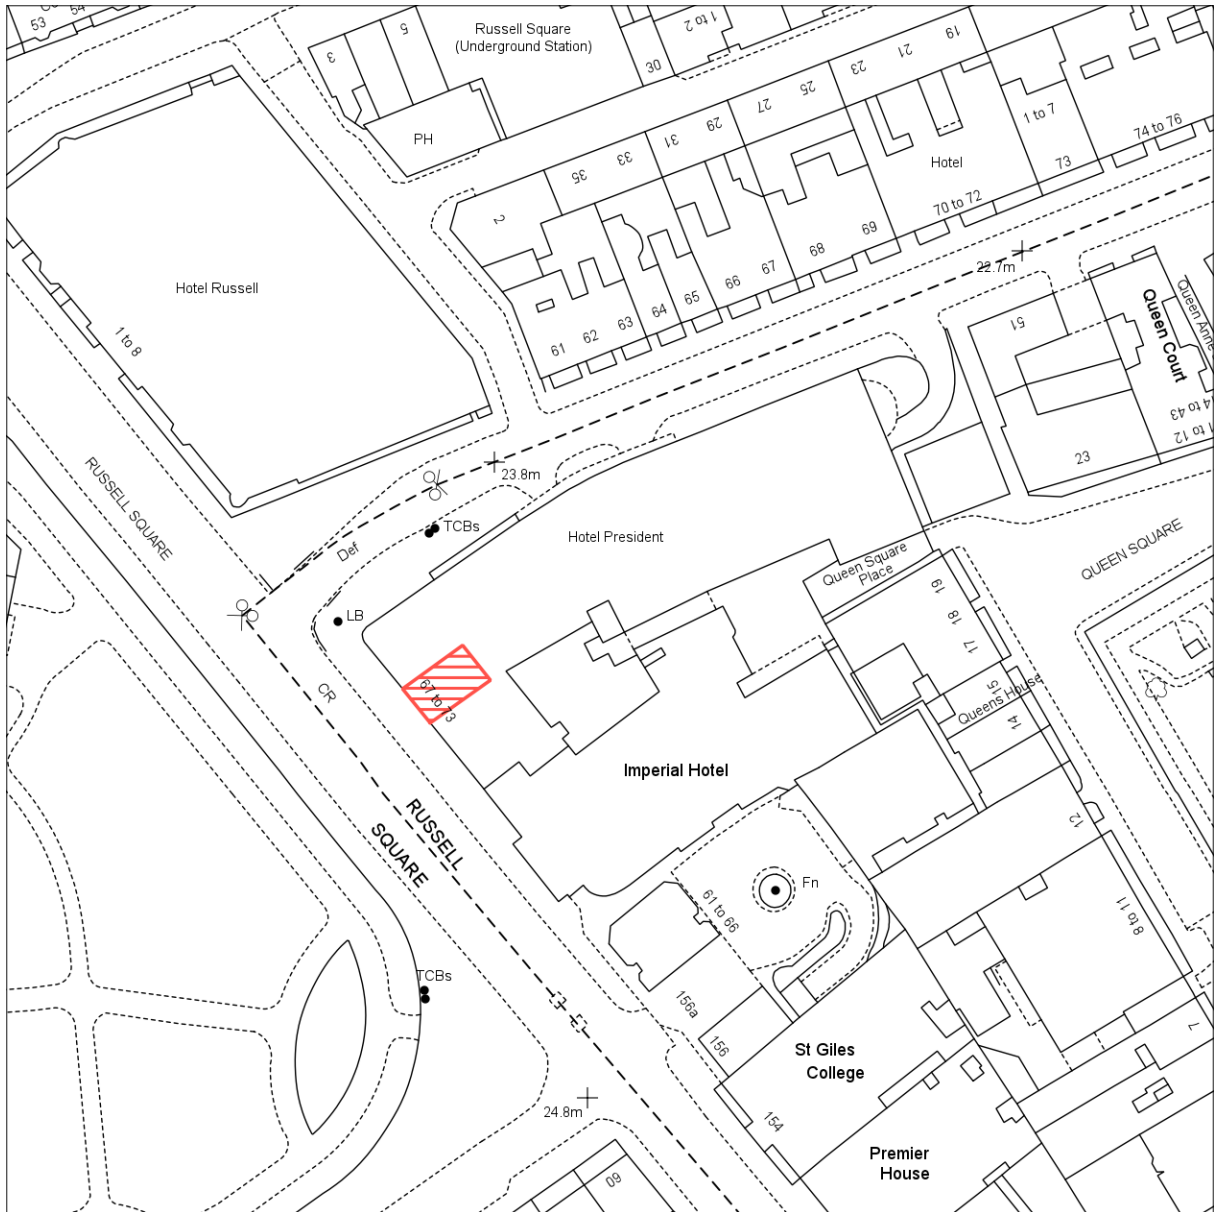 53
54
3
5
Russell Square
(Underground Station)
30
1 to 2
PH
2
35
33
31
29
27
25
23
21
19
Hotel
1 to 7
73
74 to 76
70 to 72
69
68
67
66
65
64
63
62
61
22.7m
Hotel Russell
1 to 8
51
Queen Court
Queen Anne
14 to 43
1 to 12
23
QUEEN SQUARE
RUSSELL SQUARE
23.8m
TCBs
Def
LB
CR
Hotel President
Queen Square
Place
19
18
17
15
14
Queens House
67 to 73
Imperial Hotel
RUSSELL
SQUARE
12
8 to 11
7
Fn
61 to 66
TCBs
156a
156
154
St Giles
College
Premier
House
24.8m
60